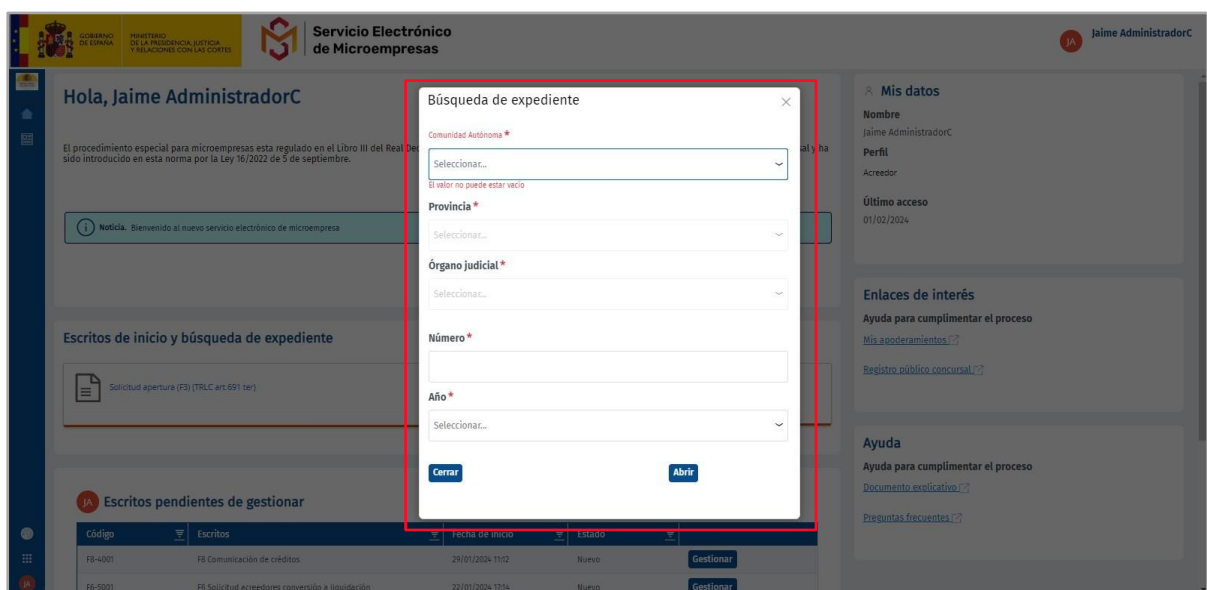 GOBIERNO
DE ESPAÑA
MINISTERIO
DE LA PRESIDENCIA, JUSTICIA
Y RELACIONES CON LAS CORTES
Servicio Electrónico
de Microempresas
JA
Jaime AdministradorC
Hola, Jaime AdministradorC
El procedimiento especial para microempresas esta regulado en el Libro III del Real Dec
al y ha
sido introducido en esta norma por la Ley 16/2022 de 5 de septiembre.
Noticia. Bienvenido al nuevo servicio electrónico de microempresa
Escritos de inicio y búsqueda de expediente
Solicitud apertura (F3) (TRLC art.691 ter)
JA Escritos pendientes de gestionar
Código Escritos Fecha de inicio Estado
F8-4001 F8 Comunicación de créditos 29/01/2024 11:12 Nuevo Gestionar
F6-5001 F6 Solicitud acreedores conversión a liquidación 22/01/2024 17:14 Nuevo Gestionar
Búsqueda de expediente
Comunidad Autónoma *
Seleccionar...
El valor no puede estar vacío
Provincia *
Seleccionar...
Órgano judicial *
Seleccionar...
Número *
Año *
Seleccionar...
Cerrar Abrir
Mis datos
Nombre
Jaime AdministradorC
Perfil
Acreedor
Último acceso
01/02/2024
Enlaces de interés
Ayuda para cumplimentar el proceso
Mis apoderamientos
Registro público concursal
Ayuda
Ayuda para cumplimentar el proceso
Documento explicativo
Preguntas frecuentes
JA